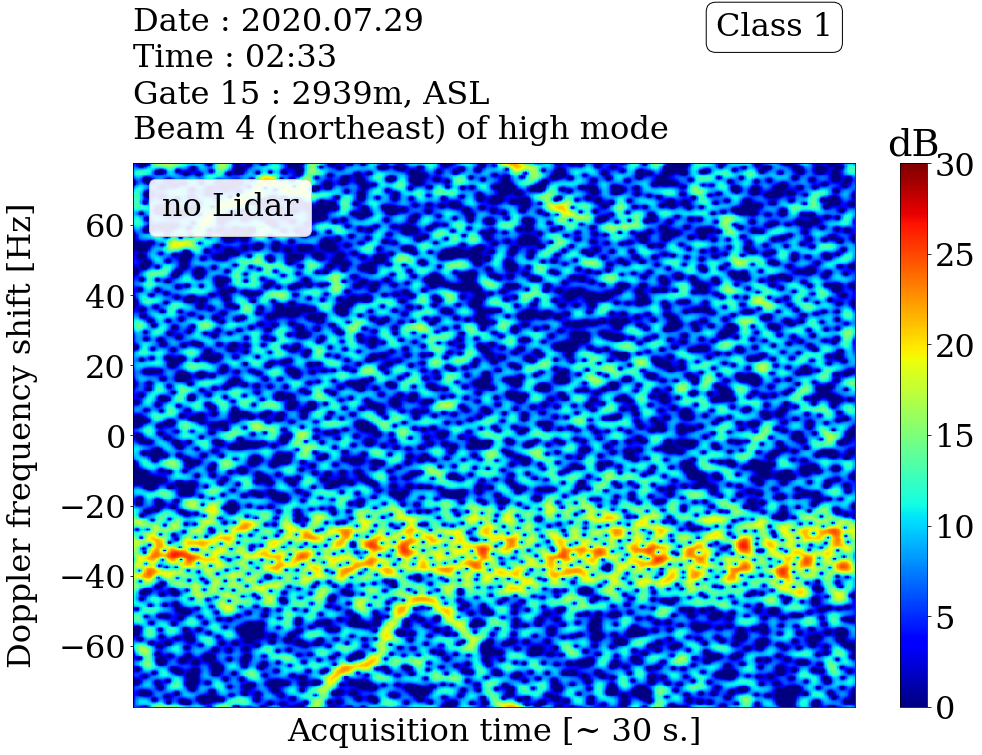 Date : 2020.07.29
Time : 02:33
Gate 15 : 2939m, ASL
Beam 4 (northeast) of high mode
Class 1
dB
no Lidar
Doppler frequency shift [Hz]
60
40
20
0
−20
−40
−60
30
25
20
15
10
5
0
Acquisition time [~ 30 s.]